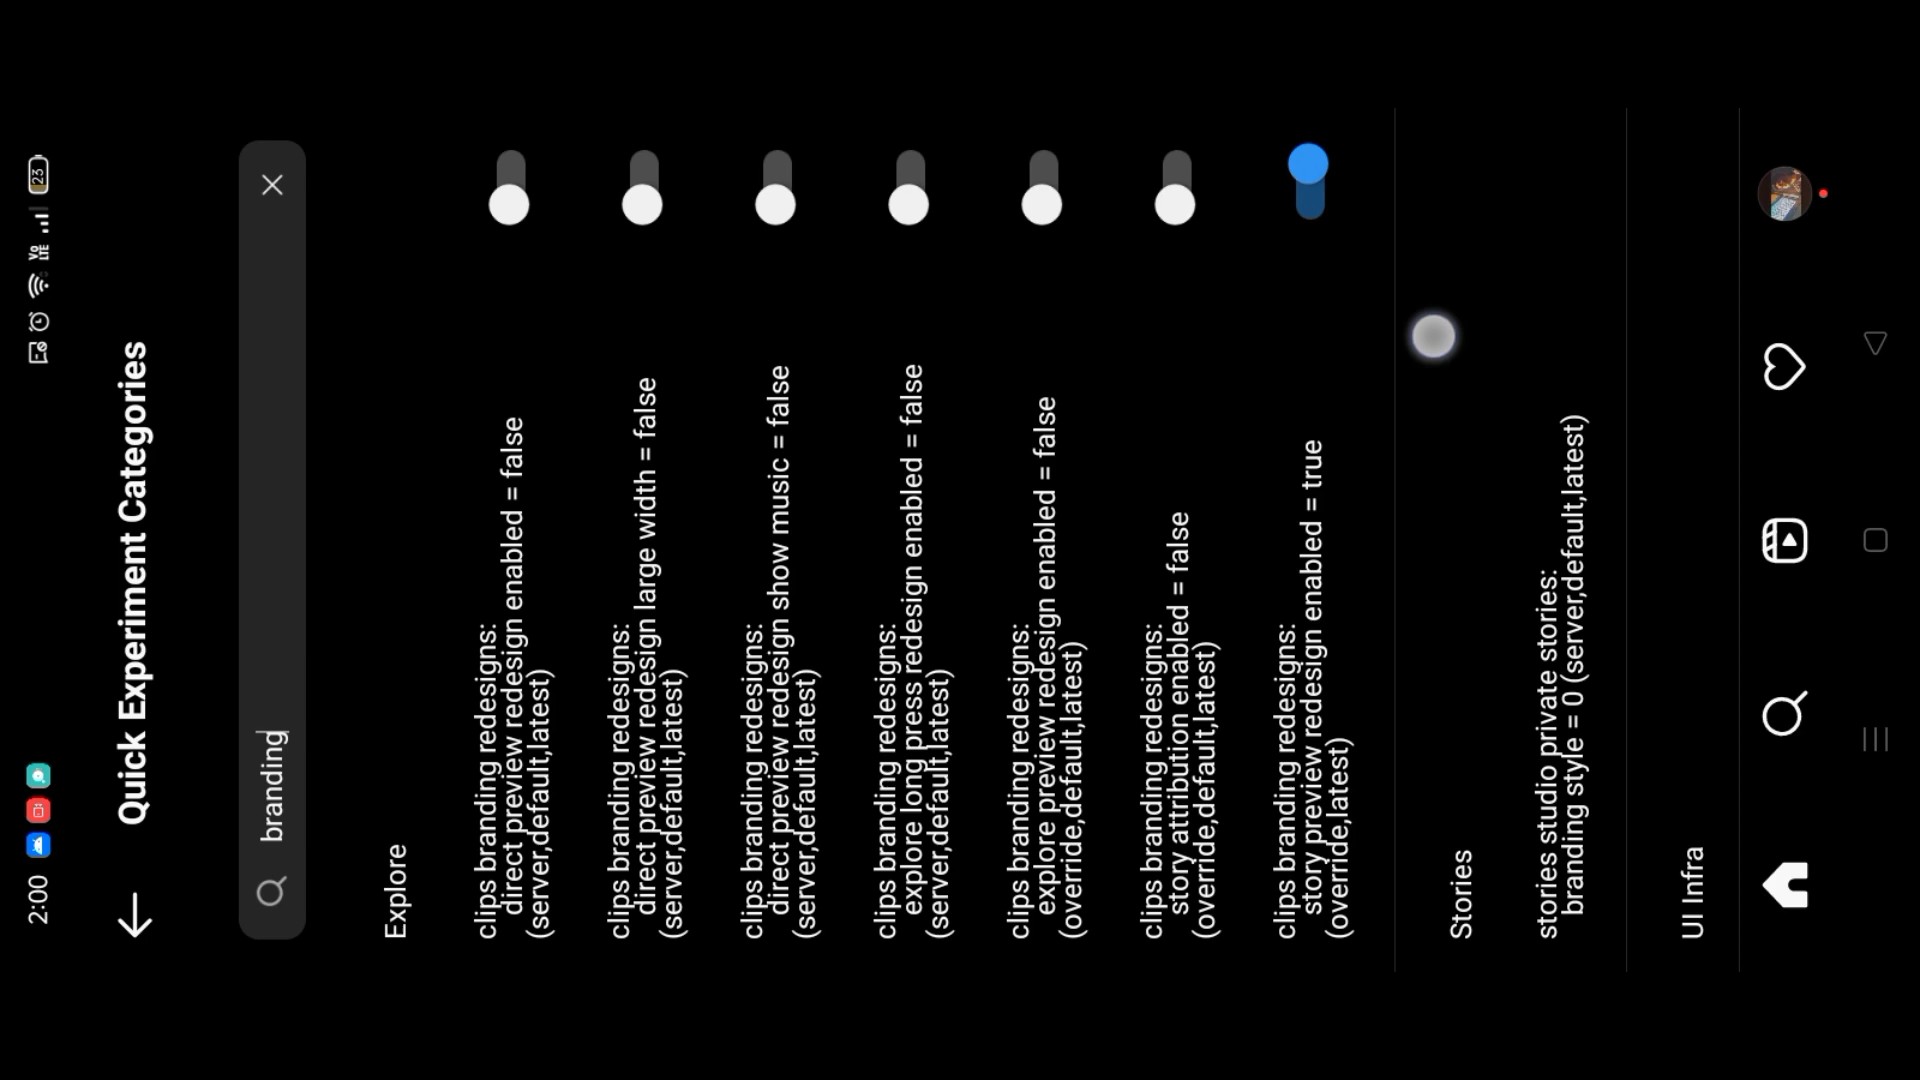 2:00
Vo
LTE
23
Quick Experiment Categories
branding
Explore
clips branding redesigns:
direct preview redesign enabled = false
(server,default,latest)
clips branding redesigns:
direct preview redesign large width = false
(server,default,latest)
clips branding redesigns:
direct preview redesign show music = false
(server,default,latest)
clips branding redesigns:
explore long press redesign enabled = false
(server,default,latest)
clips branding redesigns:
explore preview redesign enabled = false
(override,default,latest)
clips branding redesigns:
story attribution enabled = false
(override,default,latest)
clips branding redesigns:
story preview redesign enabled = true
(override,latest)
Stories
stories studio private stories:
branding style = 0 (server,default,latest)
UI Infra